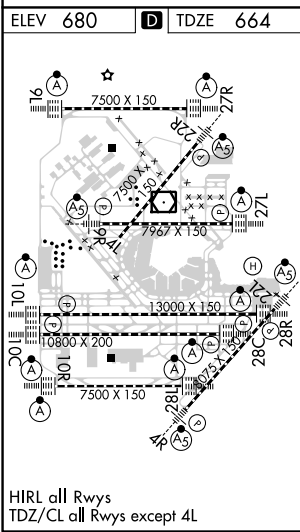 ELEV 680 D TDZE 664
A A
9L 7500 X 150 27R
22R
A5
P
7500 X 150
A5 P P A
9R 4L 7967 X 150 27L
A H A5
10L 13000 X 150 A 22L
P P P 28R
10C 10800 X 200 28C
P A P
10R 7500 X 150 28L 8075 X 150
A A A
4R A5 P
HIRL all Rwys
TDZ/CL all Rwys except 4L